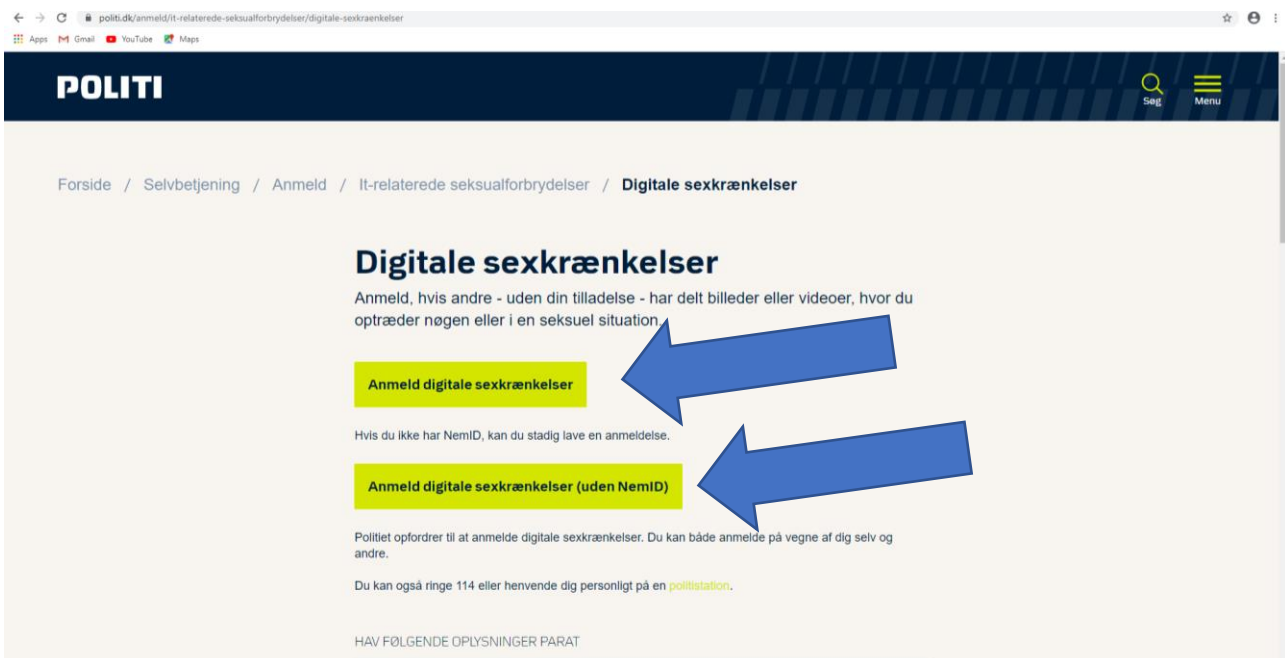 politi.dk/anmeld/it-relaterede-seksualforbrydelser/digitale-sexkraenkelser
Apps Gmail YouTube Maps
POLITI
Søg Menu
Forside / Selvbetjening / Anmeld / It-relaterede seksualforbrydelser / Digitale sexkrænkelser
Digitale sexkrænkelser
Anmeld, hvis andre - uden din tilladelse - har delt billeder eller videoer, hvor du
optræder nøgen eller i en seksuel situation.
Anmeld digitale sexkrænkelser
Hvis du ikke har NemID, kan du stadig lave en anmeldelse.
Anmeld digitale sexkrænkelser (uden NemID)
Politiet opfordrer til at anmelde digitale sexkrænkelser. Du kan både anmelde på vegne af dig selv og
andre.
Du kan også ringe 114 eller henvende dig personligt på en politistation.
HAV FØLGENDE OPLYSNINGER PARAT